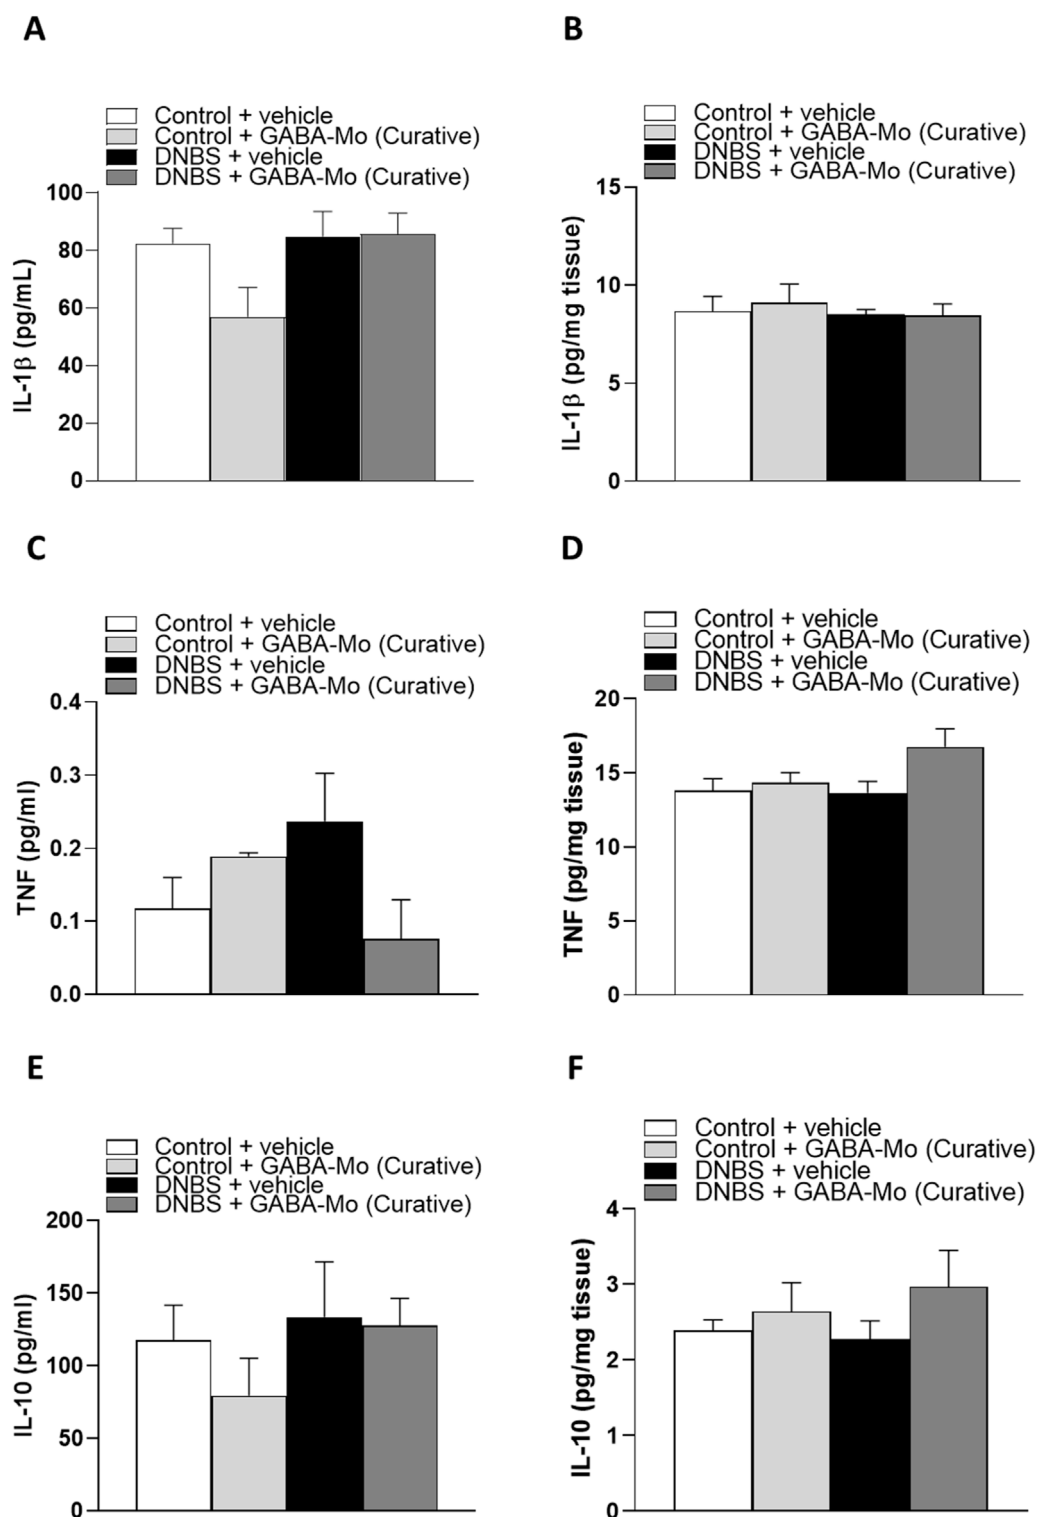 A
Control + vehicle
Control + GABA-Mo (Curative)
DNBS + vehicle
DNBS + GABA-Mo (Curative)
100
80
60
40
20
0
IL-1β (pg/mL)
B
Control + vehicle
Control + GABA-Mo (Curative)
DNBS + vehicle
DNBS + GABA-Mo (Curative)
15
10
5
0
IL-1β (pg/mg tissue)
C
Control + vehicle
Control + GABA-Mo (Curative)
DNBS + vehicle
DNBS + GABA-Mo (Curative)
0.4
0.3
0.2
0.1
0.0
TNF (pg/ml)
D
Control + vehicle
Control + GABA-Mo (Curative)
DNBS + vehicle
DNBS + GABA-Mo (Curative)
20
15
10
5
0
TNF (pg/mg tissue)
E
Control + vehicle
Control + GABA-Mo (Curative)
DNBS + vehicle
DNBS + GABA-Mo (Curative)
200
150
100
50
0
IL-10 (pg/ml)
F
Control + vehicle
Control + GABA-Mo (Curative)
DNBS + vehicle
DNBS + GABA-Mo (Curative)
4
3
2
1
0
IL-10 (pg/mg tissue)